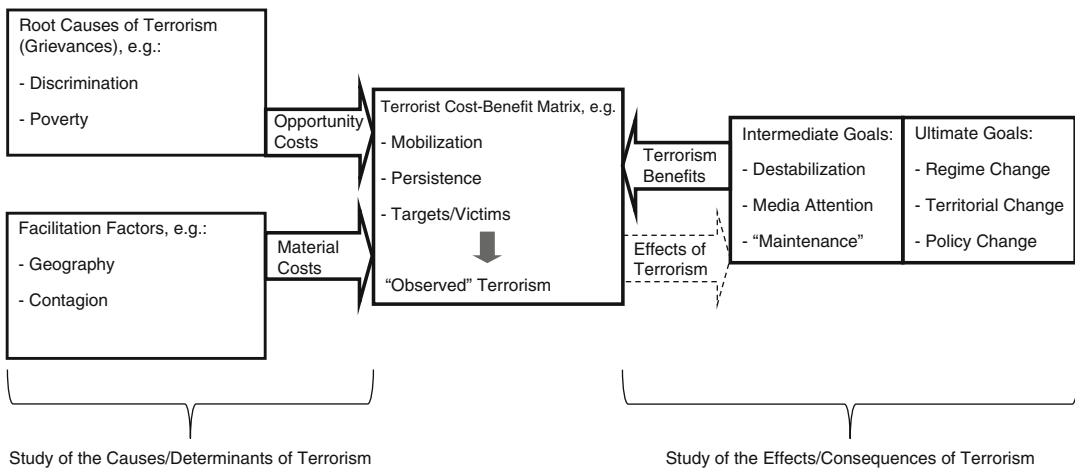 Root Causes of Terrorism
(Grievances), e.g.:
- Discrimination
- Poverty
Opportunity
Costs
Facilitation Factors, e.g.:
- Geography
- Contagion
Material
Costs
Terrorist Cost-Benefit Matrix, e.g.
- Mobilization
- Persistence
- Targets/Victims
“Observed” Terrorism
Terrorism
Benefits
Effects of
Terrorism
Intermediate Goals:
- Destabilization
- Media Attention
- “Maintenance”
Ultimate Goals:
- Regime Change
- Territorial Change
- Policy Change
Study of the Causes/Determinants of Terrorism
Study of the Effects/Consequences of Terrorism